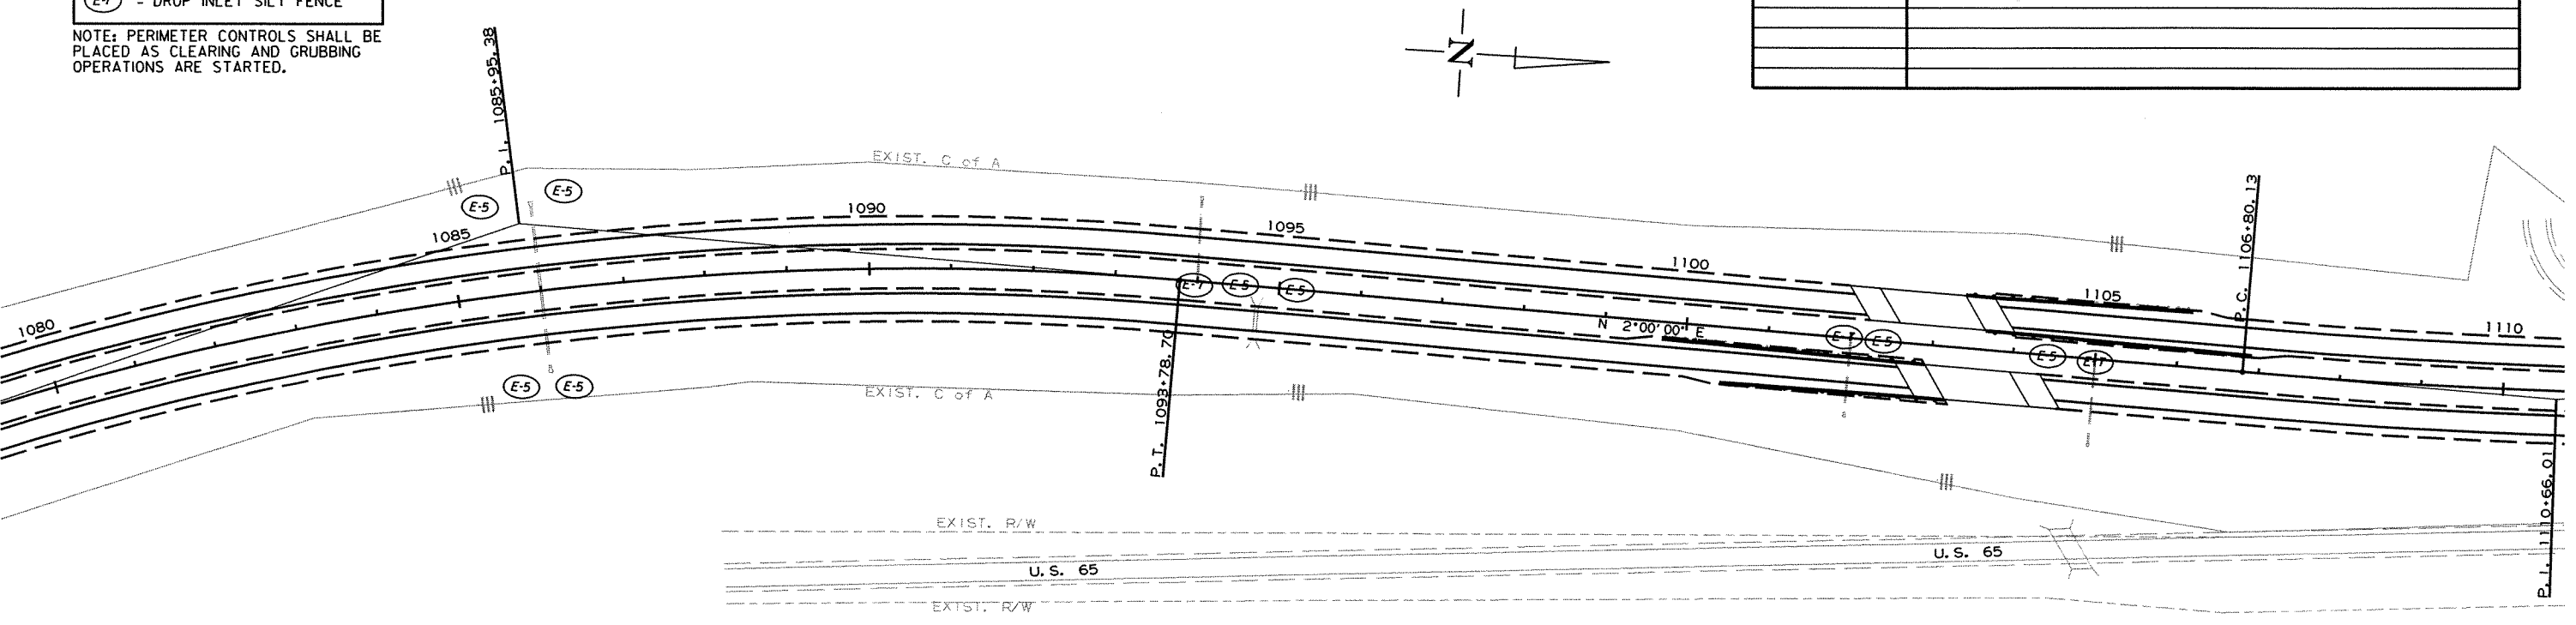 E-7 = DROP INLET SILT FENCE
NOTE: PERIMETER CONTROLS SHALL BE
PLACED AS CLEARING AND GRUBBING
OPERATIONS ARE STARTED.
P.I. 1085+95.38
N
EXIST. C of A
E-5
E-5
1080
1085
1090
1095
1100
1105
1110
P.C. 1106+80.13
E-7
E-5
E-5
N 2°00'00" E
E-7
E-5
E-5
E-7
E-5
E-5
EXIST. C of A
P.T. 1093+78.70
P.I. 1110+66.01
EXIST. R/W
U.S. 65
U.S. 65
EXIST. R/W